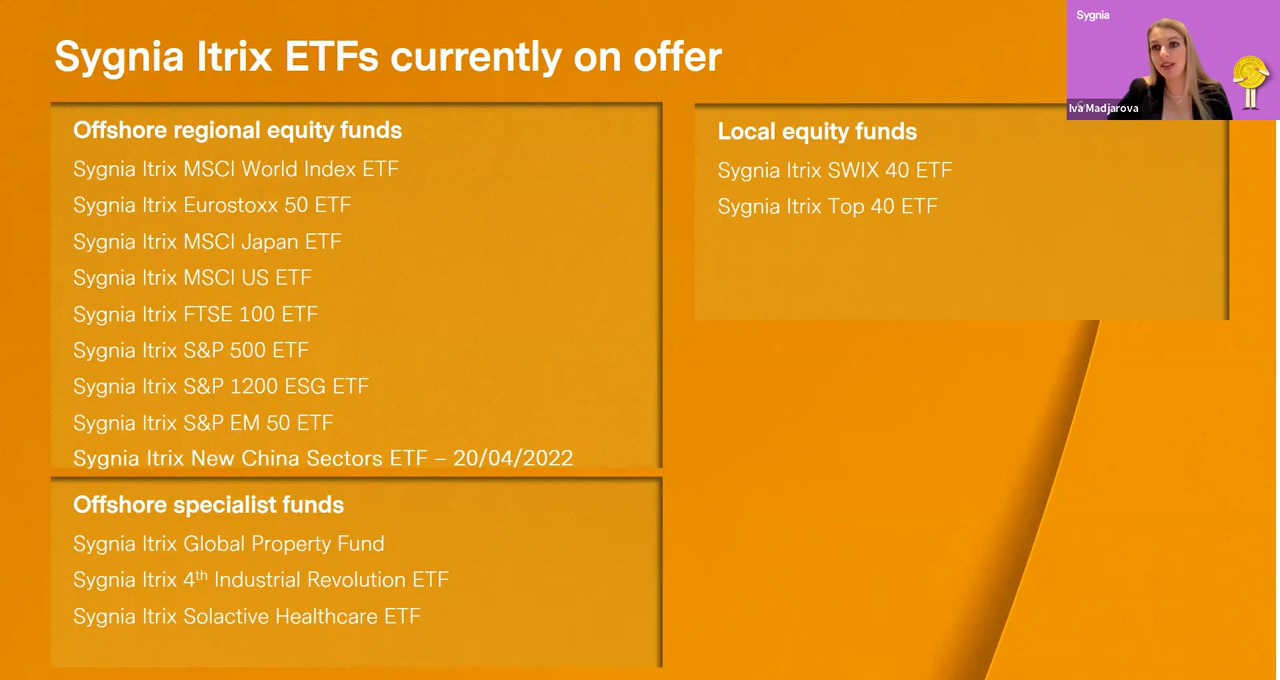 Sygnia Itrix ETFs currently on offer
Sygnia
Iva Madjarova
Offshore regional equity funds
Sygnia Itrix MSCI World Index ETF
Sygnia Itrix Eurostoxx 50 ETF
Sygnia Itrix MSCI Japan ETF
Sygnia Itrix MSCI US ETF
Sygnia Itrix FTSE 100 ETF
Sygnia Itrix S&P 500 ETF
Sygnia Itrix S&P 1200 ESG ETF
Sygnia Itrix S&P EM 50 ETF
Sygnia Itrix New China Sectors ETF – 20/04/2022
Local equity funds
Sygnia Itrix SWIX 40 ETF
Sygnia Itrix Top 40 ETF
Offshore specialist funds
Sygnia Itrix Global Property Fund
Sygnia Itrix 4th Industrial Revolution ETF
Sygnia Itrix Solactive Healthcare ETF